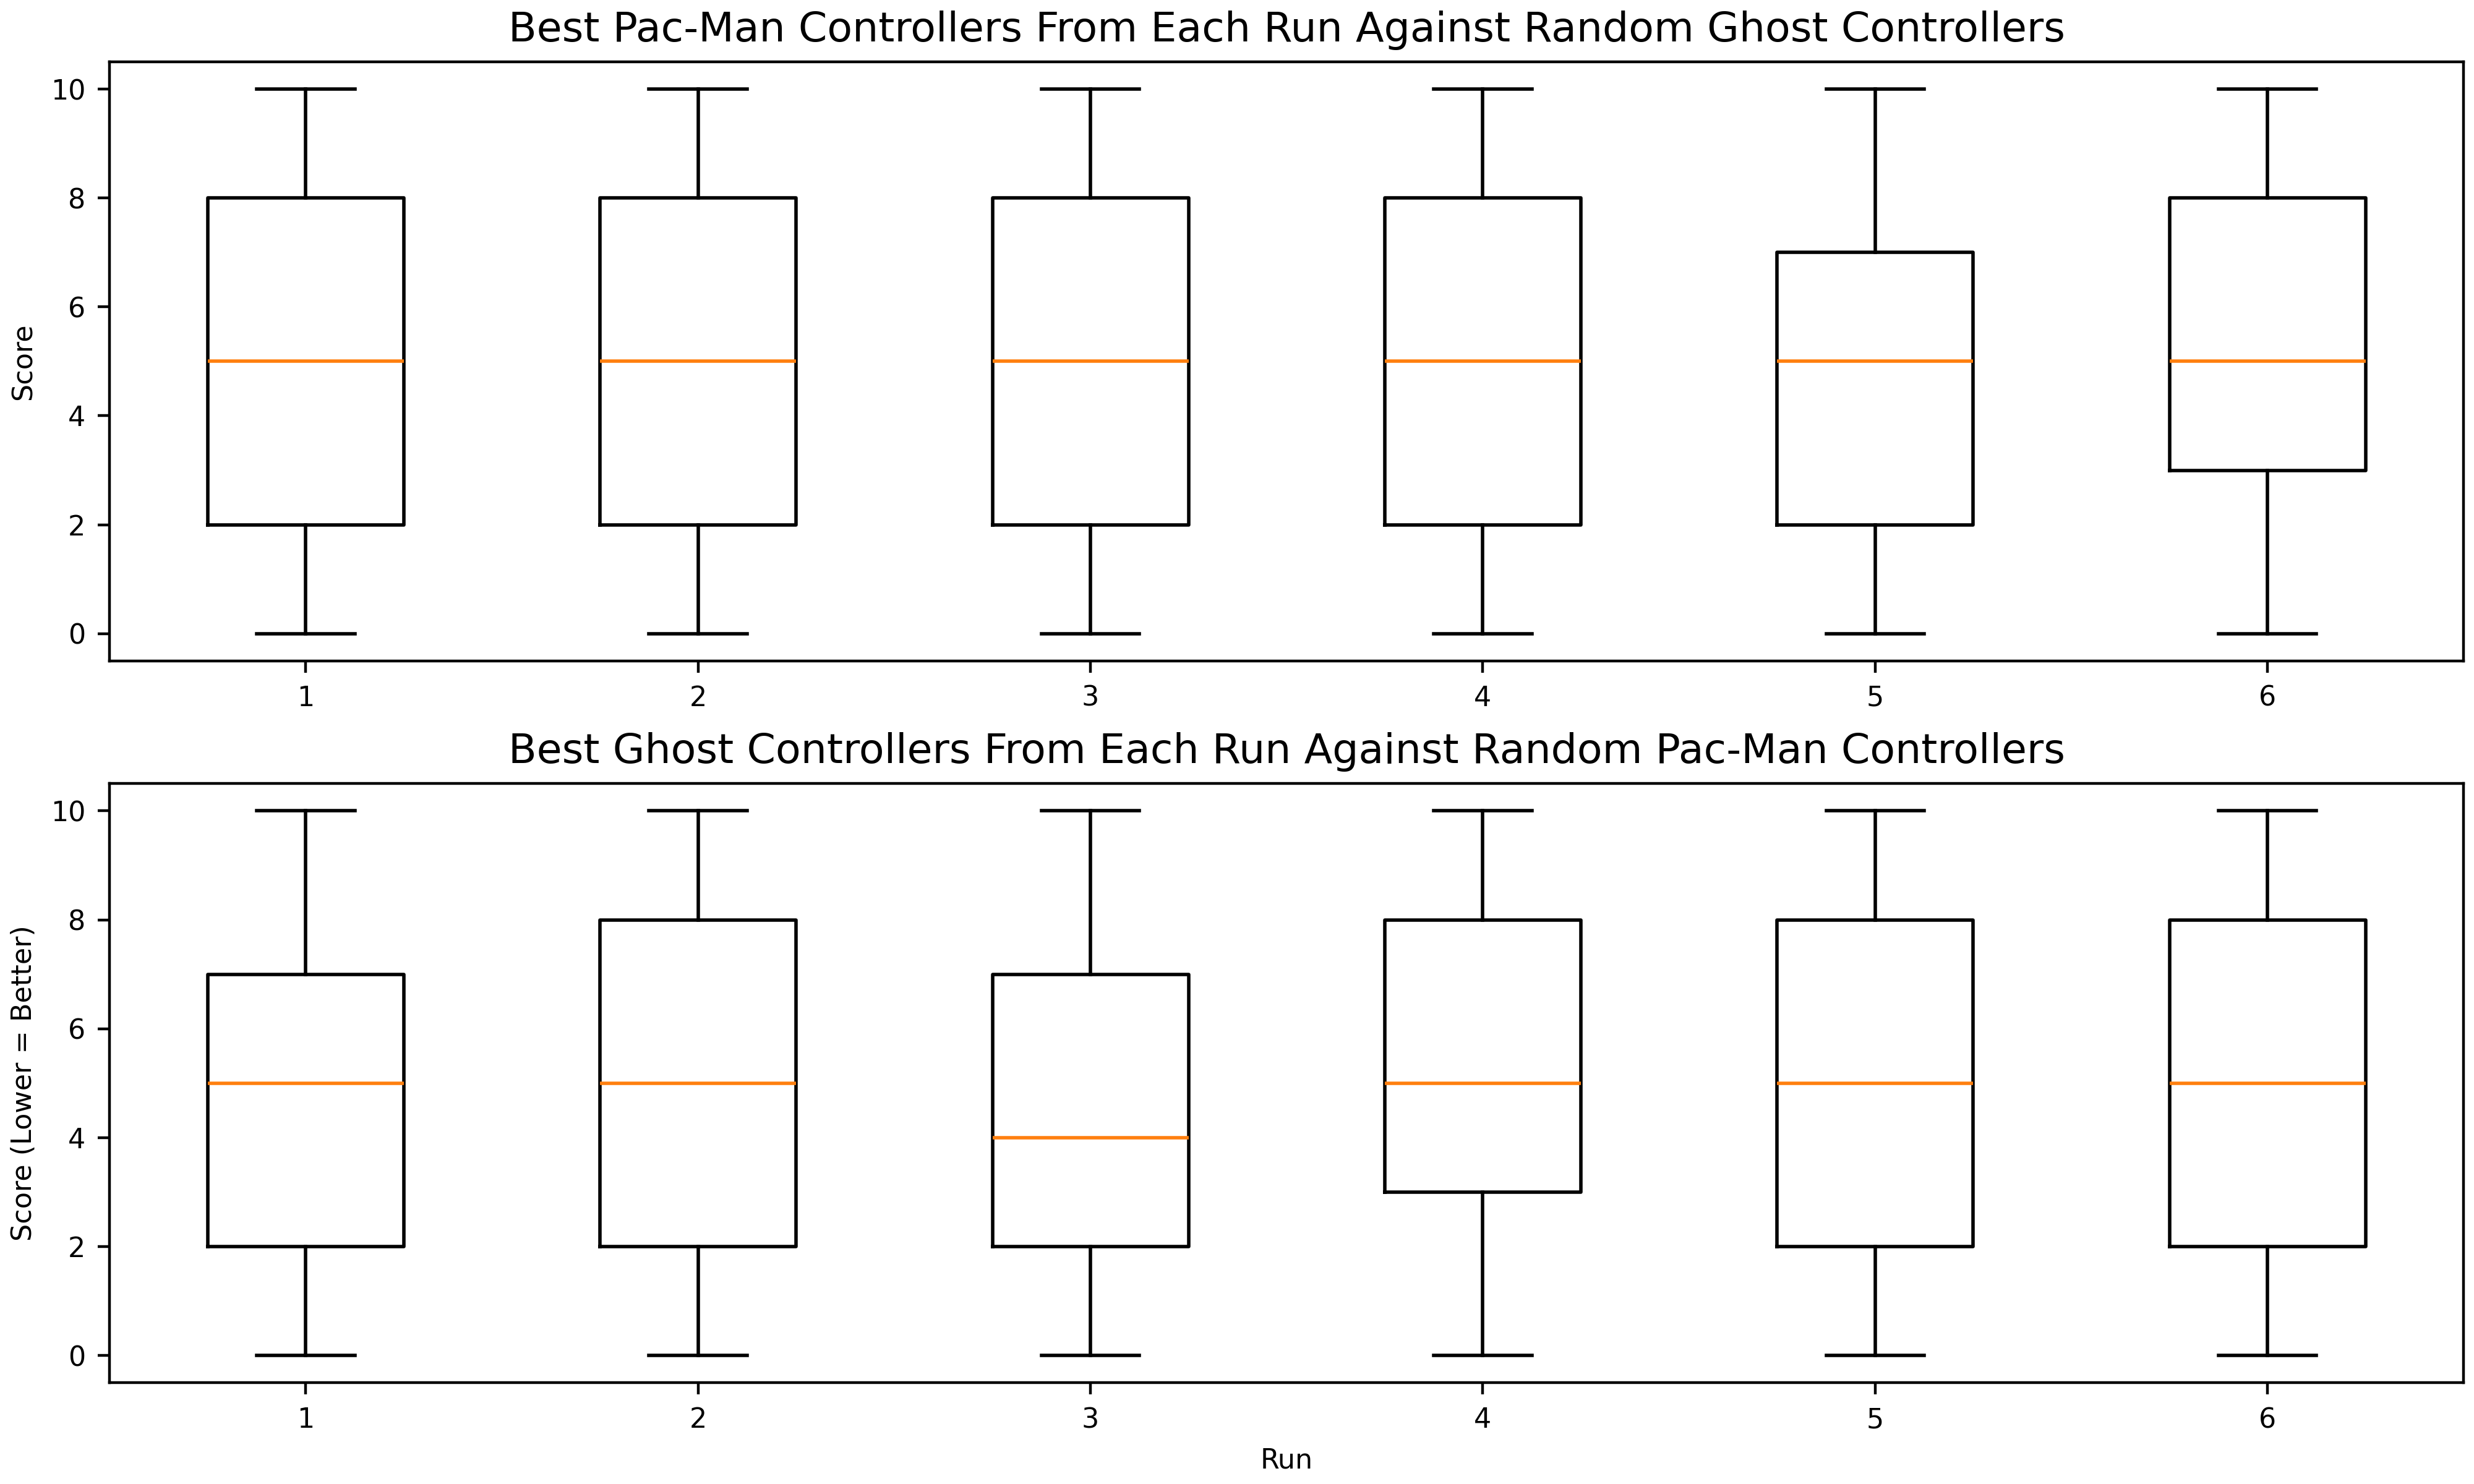 Best Pac-Man Controllers From Each Run Against Random Ghost Controllers
10
8
6
4
2
0
Score
1 2 3 4 5 6
Best Ghost Controllers From Each Run Against Random Pac-Man Controllers
10
8
6
4
2
0
Score (Lower = Better)
1 2 3 4 5 6
Run